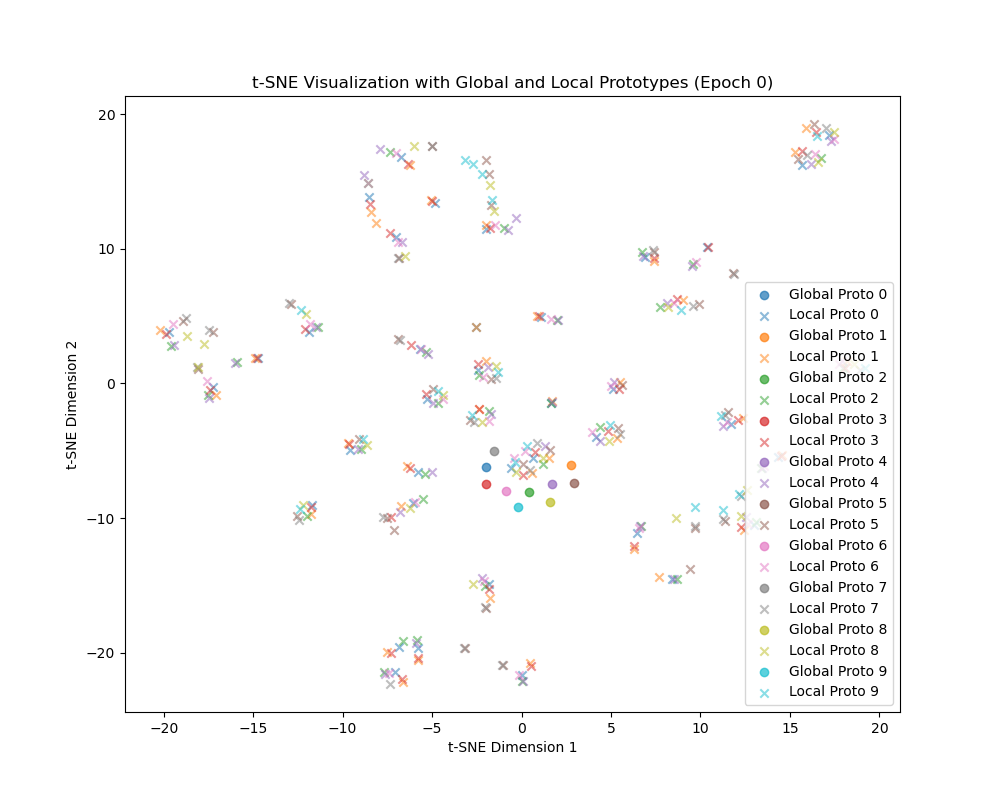 t-SNE Visualization with Global and Local Prototypes (Epoch 0)
20
10
0
−10
−20
t-SNE Dimension 2
Global Proto 0
Local Proto 0
Global Proto 1
Local Proto 1
Global Proto 2
Local Proto 2
Global Proto 3
Local Proto 3
Global Proto 4
Local Proto 4
Global Proto 5
Local Proto 5
Global Proto 6
Local Proto 6
Global Proto 7
Local Proto 7
Global Proto 8
Local Proto 8
Global Proto 9
Local Proto 9
−20 −15 −10 −5 0 5 10 15 20
t-SNE Dimension 1